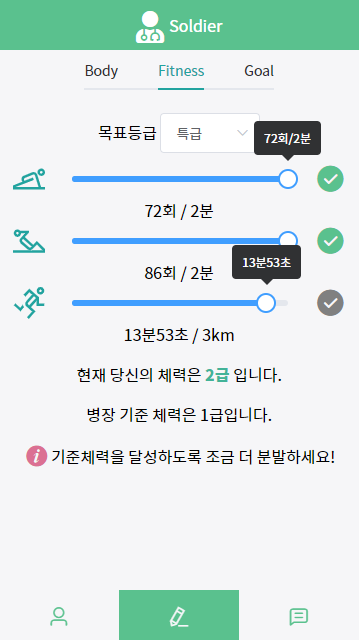 Soldier
Body Fitness Goal
목표등급 특급
72회/2분
72회 / 2분
86회 / 2분
13분53초
13분53초 / 3km
현재 당신의 체력은 2급 입니다.
병장 기준 체력은 1급입니다.
i 기준체력을 달성하도록 조금 더 분발하세요!